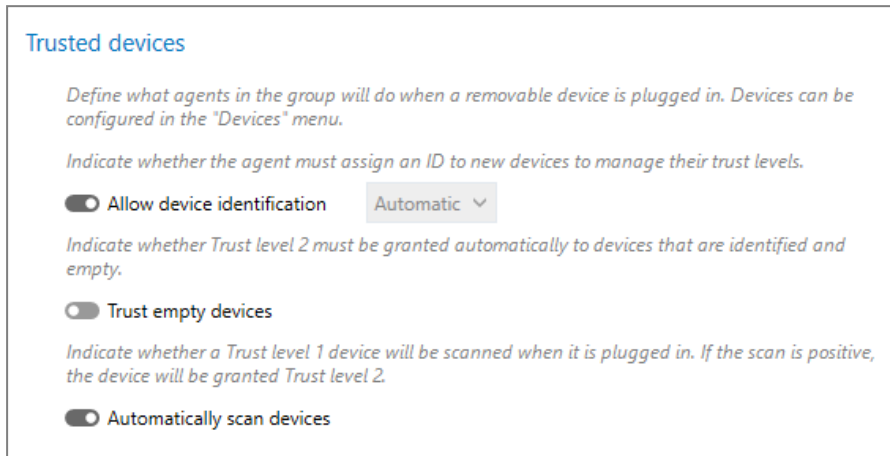 Trusted devices
Define what agents in the group will do when a removable device is plugged in. Devices can be
configured in the "Devices" menu.
Indicate whether the agent must assign an ID to new devices to manage their trust levels.
Allow device identification Automatic
Indicate whether Trust level 2 must be granted automatically to devices that are identified and
empty.
Trust empty devices
Indicate whether a Trust level 1 device will be scanned when it is plugged in. If the scan is positive,
the device will be granted Trust level 2.
Automatically scan devices